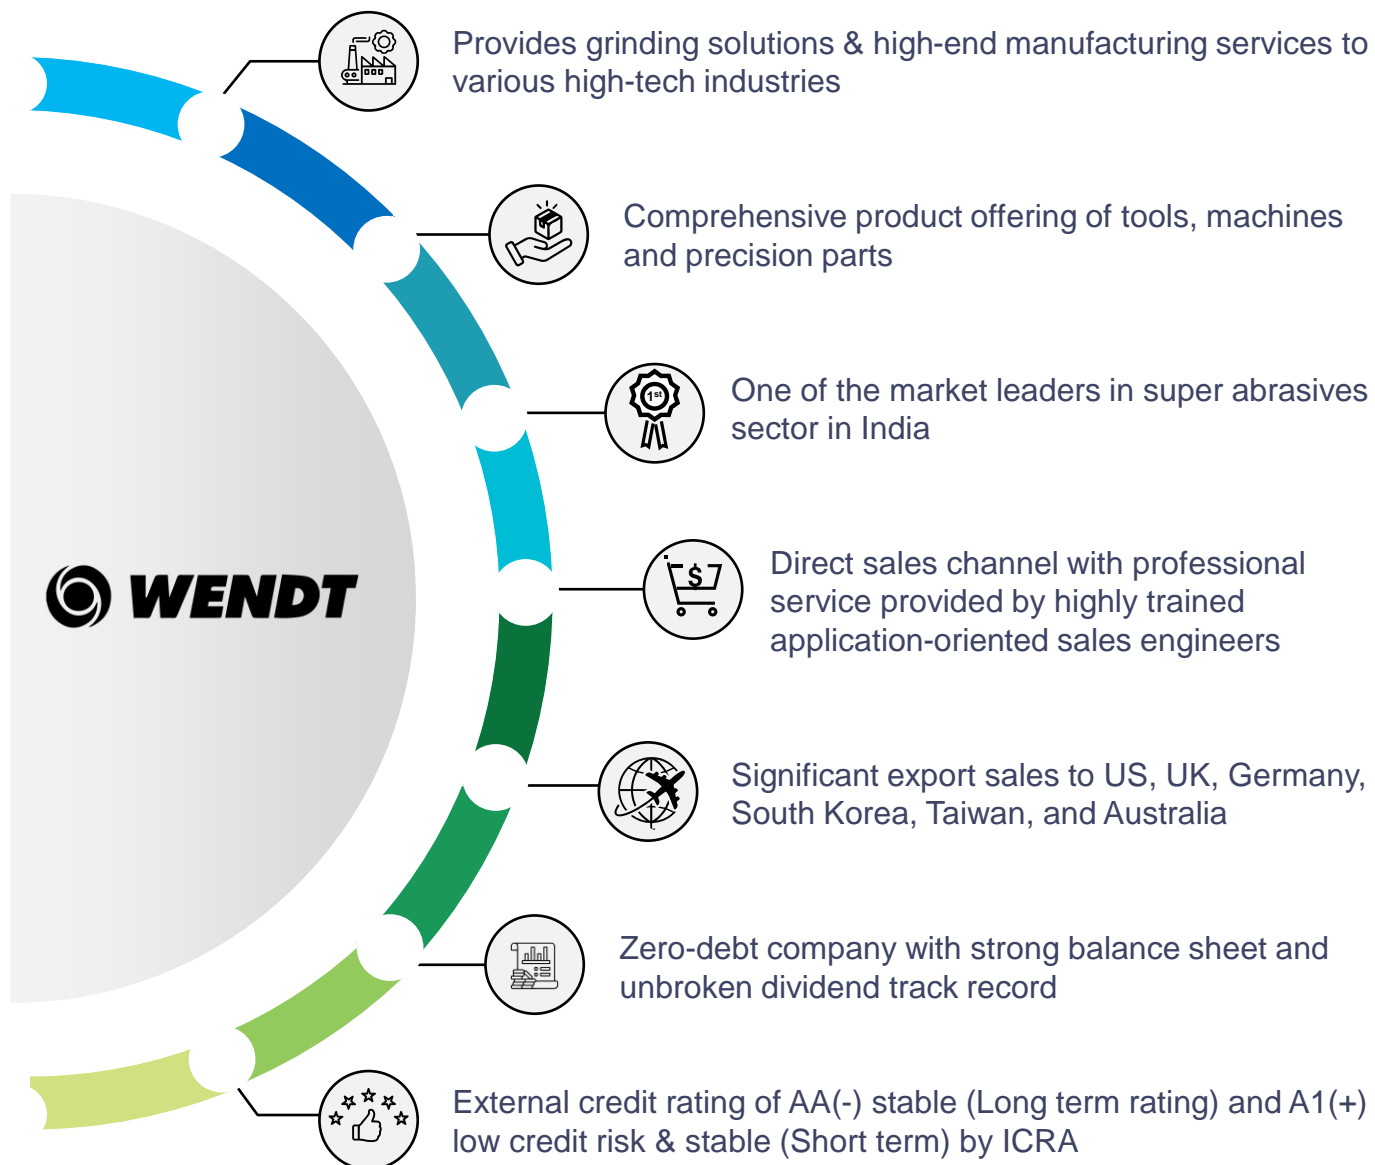 Provides grinding solutions & high-end manufacturing services to
various high-tech industries
Comprehensive product offering of tools, machines
and precision parts
1st
One of the market leaders in super abrasives
sector in India
WENDT
$
Direct sales channel with professional
service provided by highly trained
application-oriented sales engineers
Significant export sales to US, UK, Germany,
South Korea, Taiwan, and Australia
Zero-debt company with strong balance sheet and
unbroken dividend track record
External credit rating of AA(-) stable (Long term rating) and A1(+)
low credit risk & stable (Short term) by ICRA